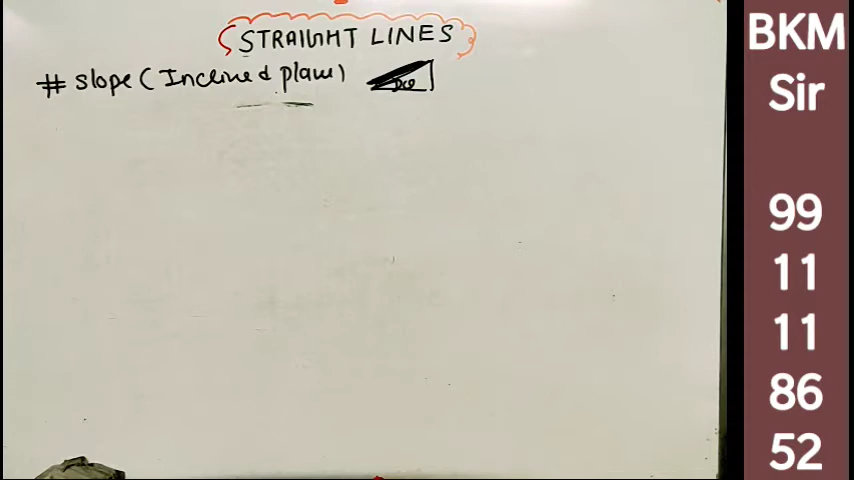 STRAIGHT LINES
# Slope (Inclined plane)
BKM
Sir
99
11
11
86
52